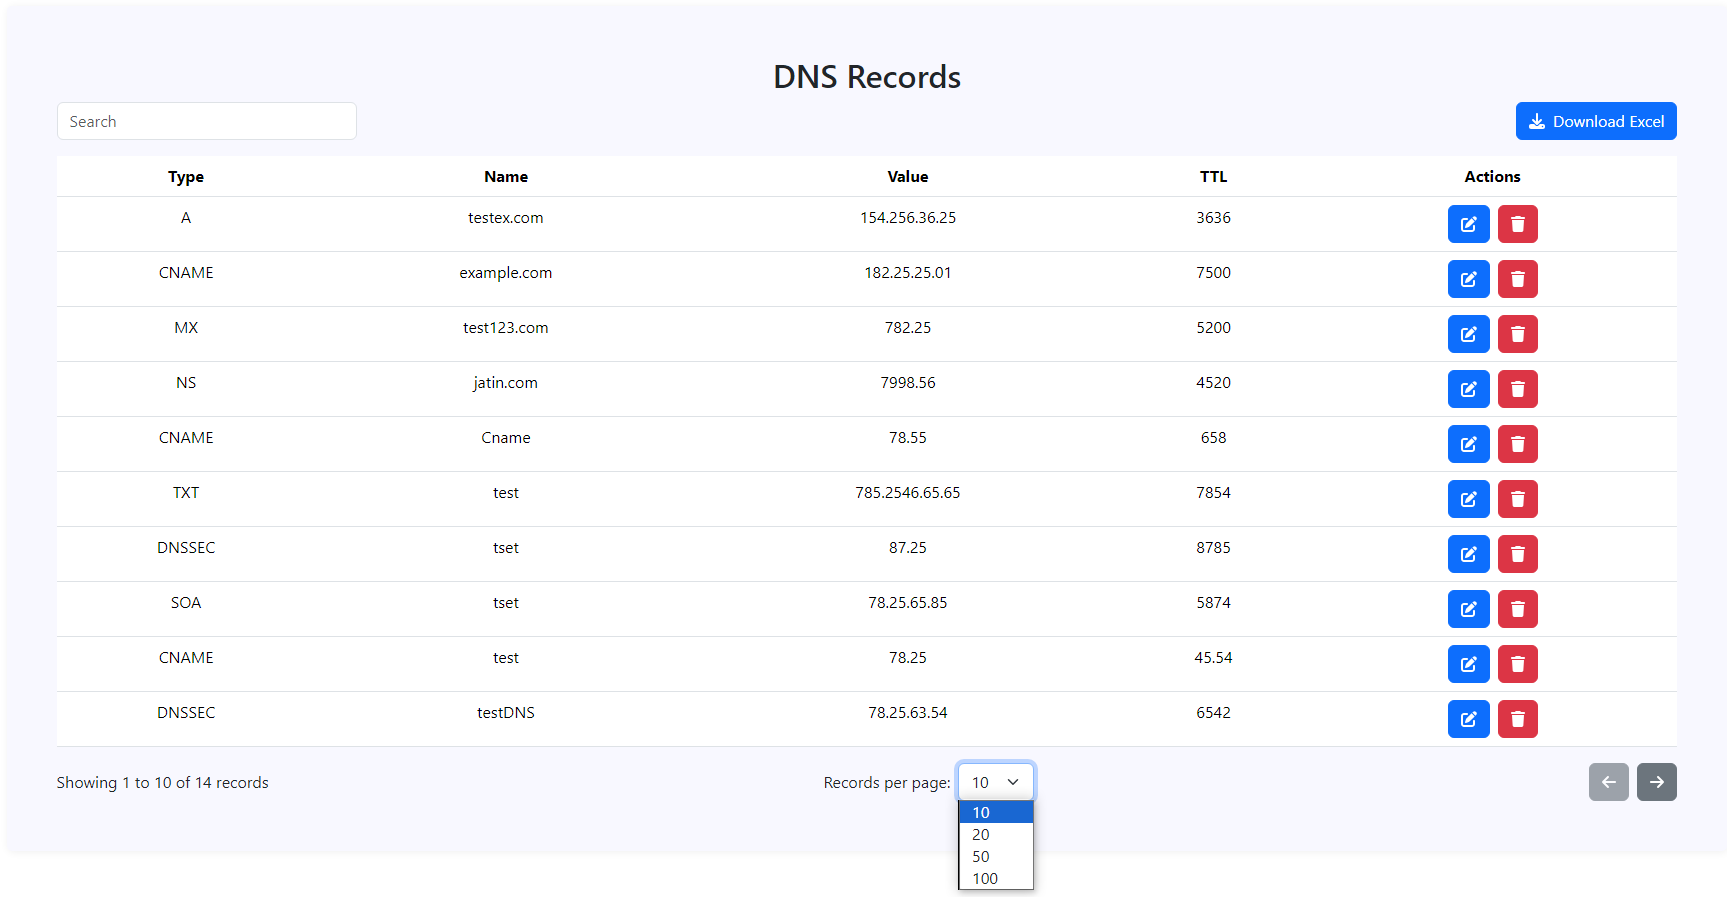 DNS Records
Search
Download Excel
Type Name Value TTL Actions
A testex.com 154.256.36.25 3636
CNAME example.com 182.25.25.01 7500
MX test123.com 782.25 5200
NS jatin.com 7998.56 4520
CNAME Cname 78.55 658
TXT test 785.2546.65.65 7854
DNSSEC tset 87.25 8785
SOA tset 78.25.65.85 5874
CNAME test 78.25 45.54
DNSSEC testDNS 78.25.63.54 6542
Showing 1 to 10 of 14 records Records per page: 10
10
20
50
100